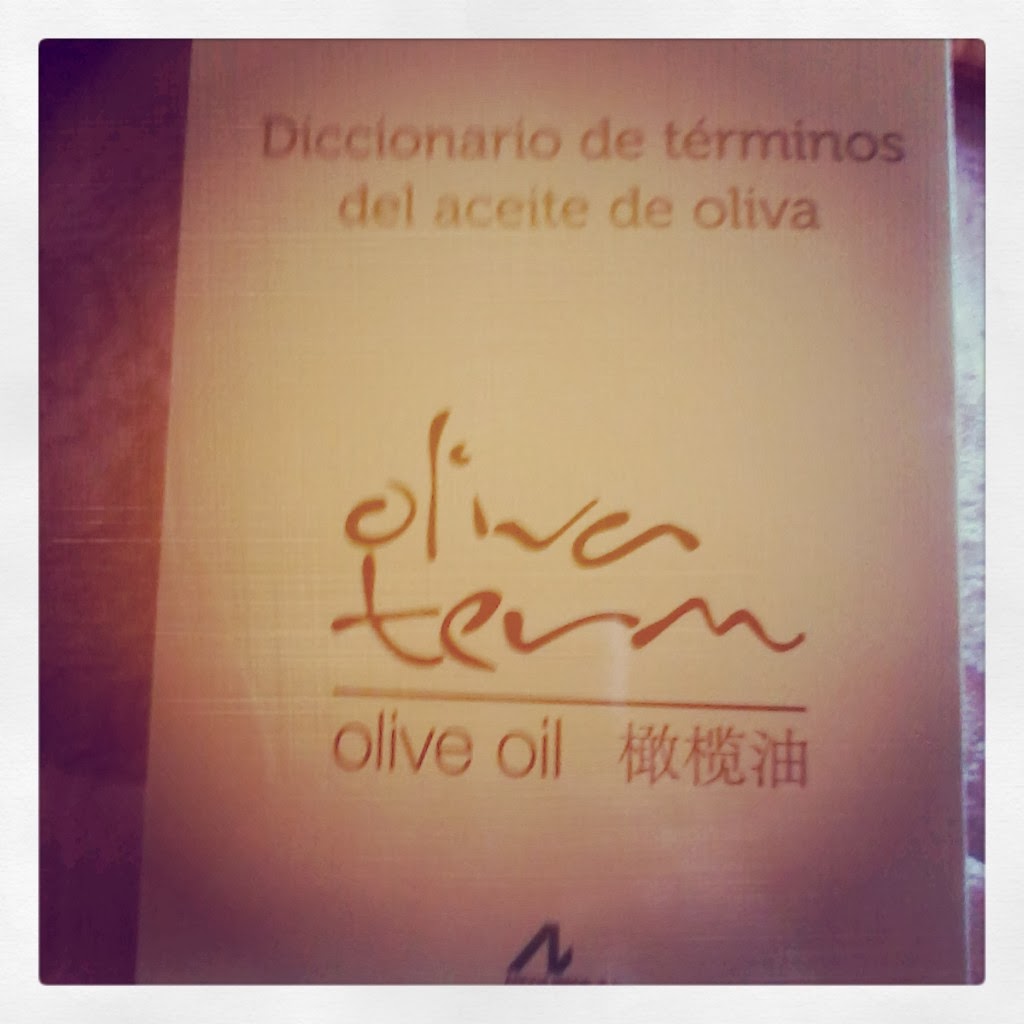 Diccionario de términos
del aceite de oliva
oliva
term
olive oil 橄榄油